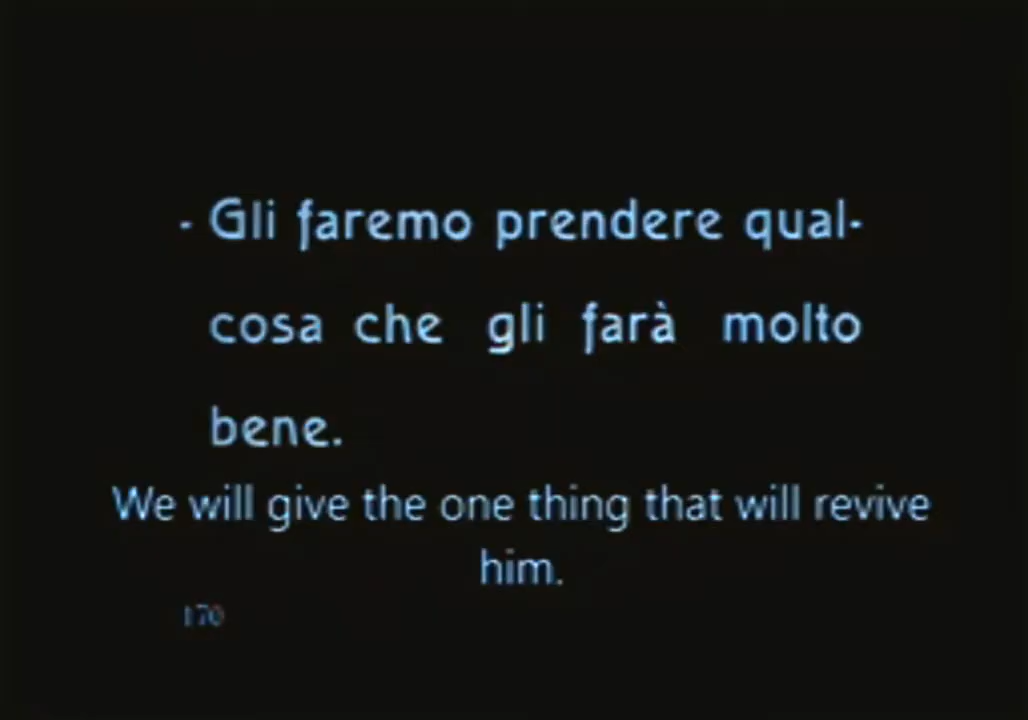 - Gli faremo prendere qual-
cosa che gli farà molto
bene.
We will give the one thing that will revive
him.
170